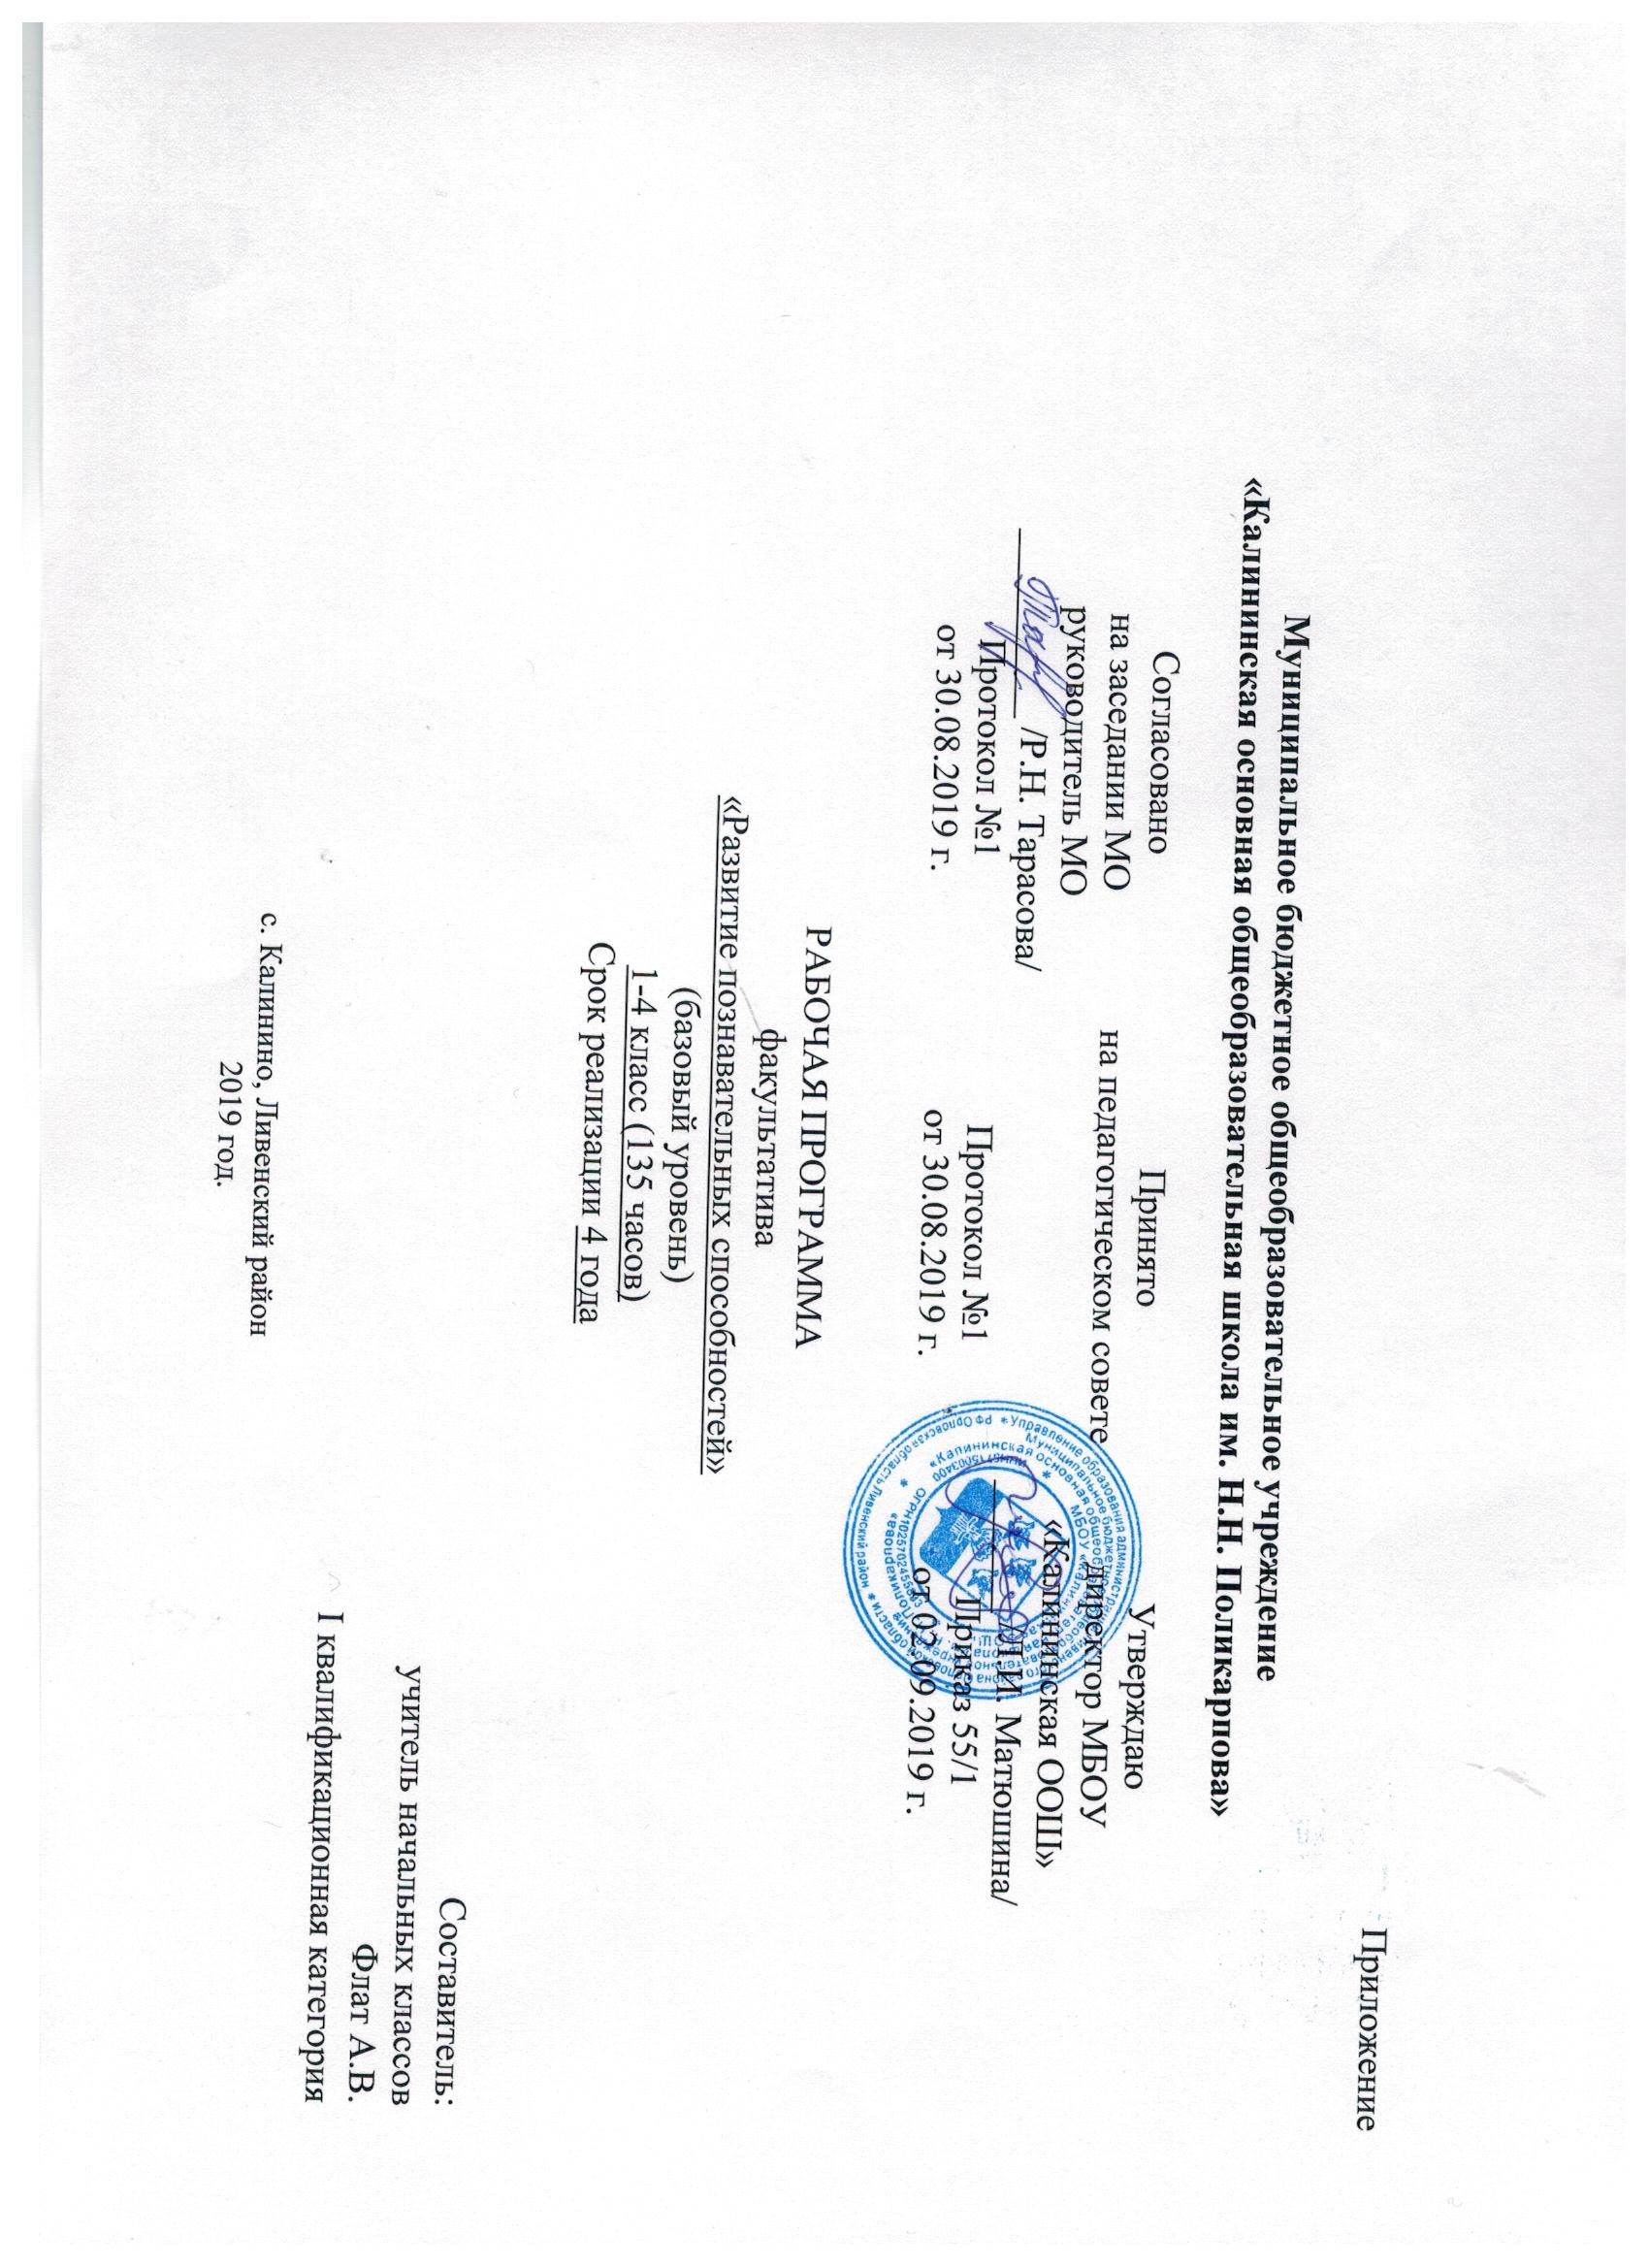 Приложение
Муниципальное бюджетное общеобразовательное учреждение
«Калининская основная общеобразовательная школа им. Н.Н. Поликарпова»
Согласовано
на заседании МО
руководитель МО
/Р.Н. Тарасова/
Протокол №1
от 30.08.2019 г.
Принято
на педагогическом совете
Протокол №1
от 30.08.2019 г.
Утверждаю
директор МБОУ
«Калининская ООШ»
Матюшина/
Приказ 55/1
от 02.09.2019 г.
РАБОЧАЯ ПРОГРАММА
факультатива
«Развитие познавательных способностей»
(базовый уровень)
1-4 класс (135 часов)
Срок реализации 4 года
Составитель:
учитель начальных классов
Флат А.В.
I квалификационная категория
с. Калинино, Ливенский район
2019 год.